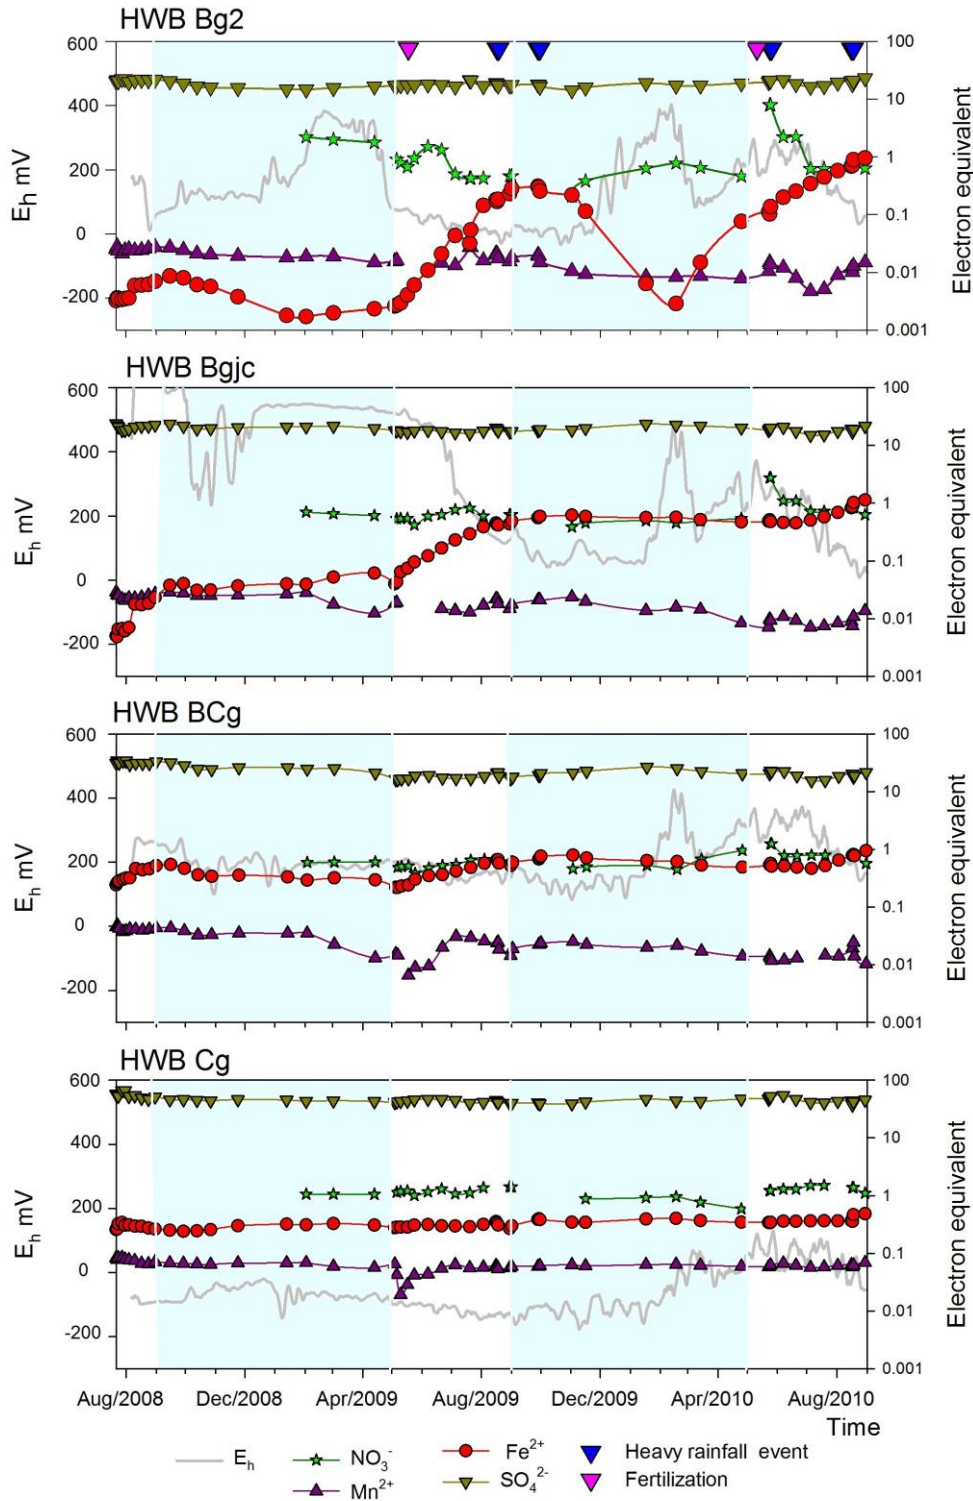 HWB Bg2
600
400
200
0
-200
Eh mV
100
10
1
0.1
0.01
0.001
Electron equivalent
HWB Bgjc
600
400
200
0
-200
Eh mV
100
10
1
0.1
0.01
0.001
Electron equivalent
HWB BCg
600
400
200
0
-200
Eh mV
100
10
1
0.1
0.01
0.001
Electron equivalent
HWB Cg
600
400
200
0
-200
Eh mV
100
10
1
0.1
0.01
0.001
Electron equivalent
Aug/2008 Dec/2008 Apr/2009 Aug/2009 Dec/2009 Apr/2010 Aug/2010
Time
Eh NO3- Fe2+ Heavy rainfall event
Mn2+ SO42- Fertilization